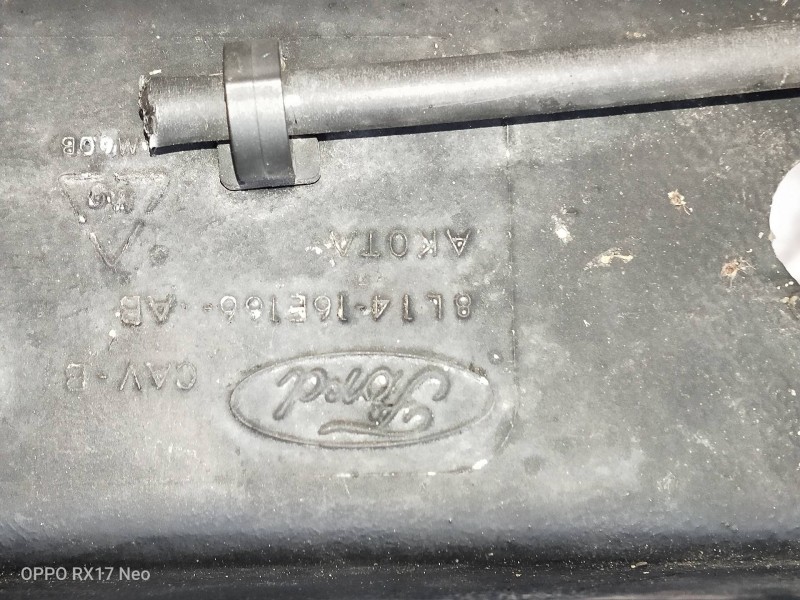 Ford
CAV-B
8L14-16E166-AB
AKOTA
OPPO RX17 Neo